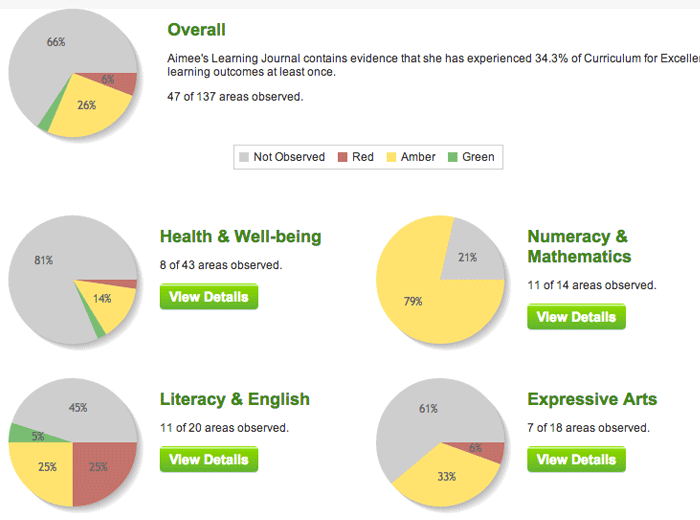 66%
6%
26%
Overall
Aimee's Learning Journal contains evidence that she has experienced 34.3% of Curriculum for
learning outcomes at least once.
47 of 137 areas observed.
Not Observed Red Amber Green
81%
14%
Health & Well-being
8 of 43 areas observed.
View Details
21%
79%
Numeracy &
Mathematics
11 of 14 areas observed.
View Details
45%
5%
25%
25%
Literacy & English
11 of 20 areas observed.
View Details
61%
6%
33%
Expressive Arts
7 of 18 areas observed.
View Details